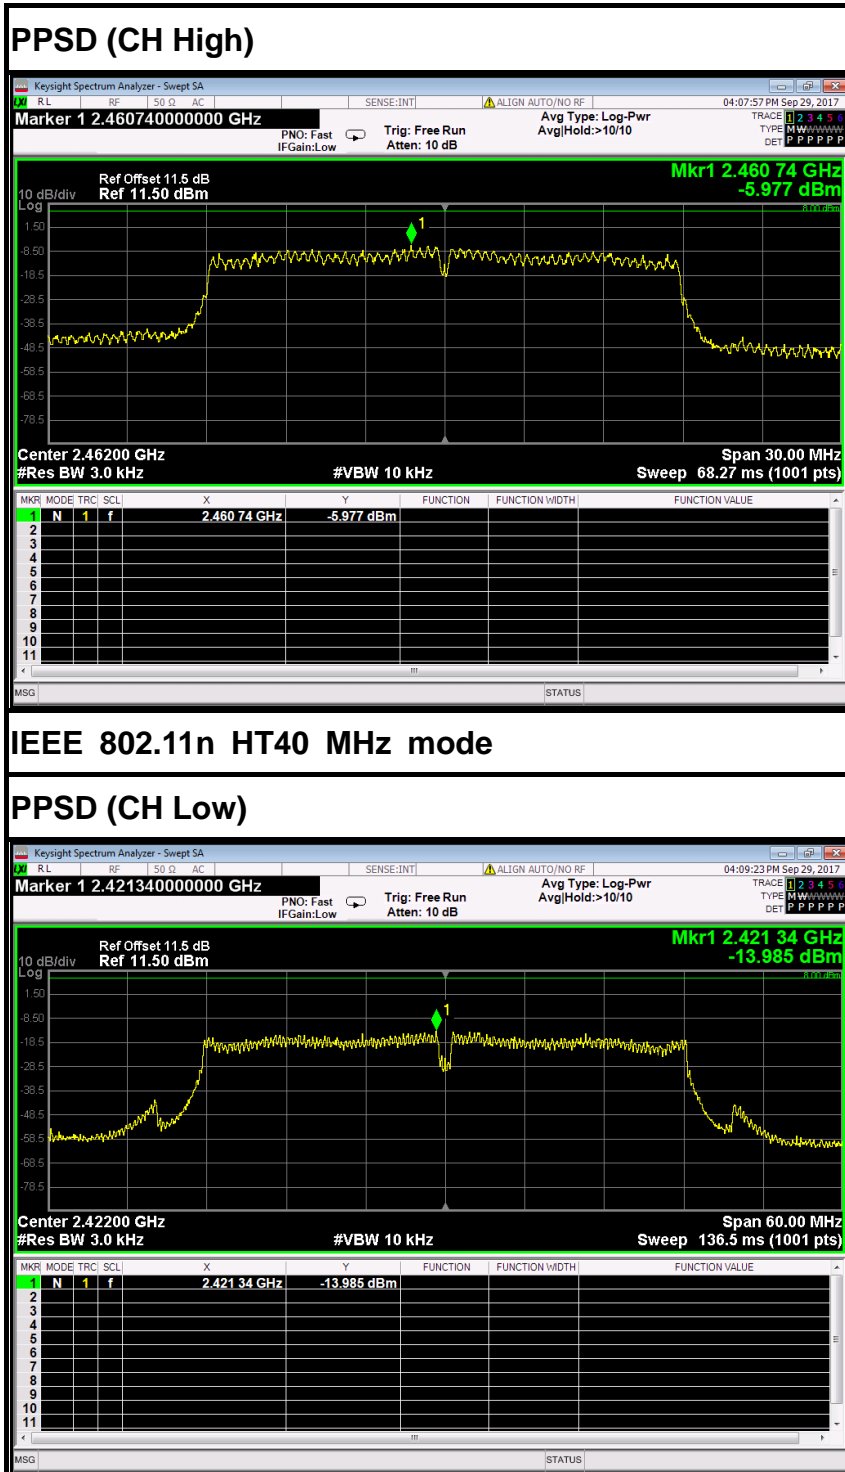 PPSD (CH High)
Keysight Spectrum Analyzer - Swept SA
LXI RL RF 50 Ω AC SENSE:INT ALIGN AUTO/NO RF 04:07:57 PM Sep 29, 2017
Marker 1 2.460740000000 GHz
PNO: Fast
IFGain:Low
Trig: Free Run
Atten: 10 dB
Avg Type: Log-Pwr
Avg|Hold:>10/10
TRACE 1 2 3 4 5 6
TYPE M W W W W W
DET P P P P P P
Mkr1 2.460 74 GHz
-5.977 dBm
Ref Offset 11.5 dB
10 dB/div Ref 11.50 dBm
Log
8.00 dBm
1
1.50
-8.50
-18.5
-28.5
-38.5
-48.5
-58.5
-68.5
-78.5
Center 2.46200 GHz Span 30.00 MHz
#Res BW 3.0 kHz #VBW 10 kHz Sweep 68.27 ms (1001 pts)
MKR MODE TRC SCL X Y FUNCTION FUNCTION WIDTH FUNCTION VALUE
1 N 1 f 2.460 74 GHz -5.977 dBm
2
3
4
5
6
7
8
9
10
11
MSG STATUS
IEEE 802.11n HT40 MHz mode
PPSD (CH Low)
Keysight Spectrum Analyzer - Swept SA
LXI RL RF 50 Ω AC SENSE:INT ALIGN AUTO/NO RF 04:09:23 PM Sep 29, 2017
Marker 1 2.421340000000 GHz
PNO: Fast
IFGain:Low
Trig: Free Run
Atten: 10 dB
Avg Type: Log-Pwr
Avg|Hold:>10/10
TRACE 1 2 3 4 5 6
TYPE M W W W W W
DET P P P P P P
Mkr1 2.421 34 GHz
-13.985 dBm
Ref Offset 11.5 dB
10 dB/div Ref 11.50 dBm
Log
8.00 dBm
1
1.50
-8.50
-18.5
-28.5
-38.5
-48.5
-58.5
-68.5
-78.5
Center 2.42200 GHz Span 60.00 MHz
#Res BW 3.0 kHz #VBW 10 kHz Sweep 136.5 ms (1001 pts)
MKR MODE TRC SCL X Y FUNCTION FUNCTION WIDTH FUNCTION VALUE
1 N 1 f 2.421 34 GHz -13.985 dBm
2
3
4
5
6
7
8
9
10
11
MSG STATUS